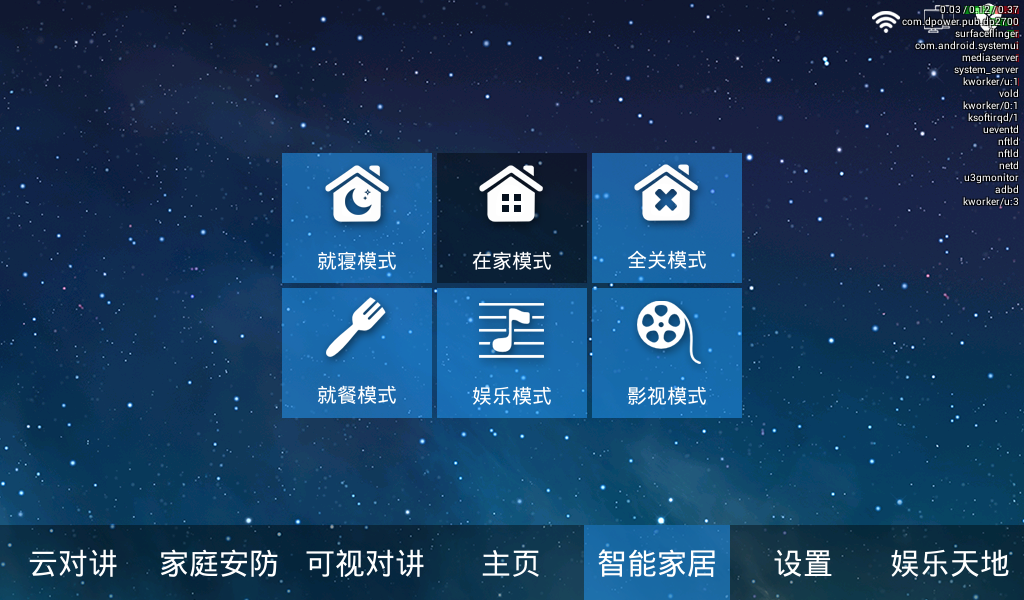 0.03 / 0.12 / 0.37
com.dpower.pub.dp2700
surfaceflinger
com.android.systemui
mediaserver
system_server
kworker/u:1
vold
kworker/0:1
ksoftirqd/1
ueventd
nftld
nftld
netd
u3gmonitor
adbd
kworker/u:3
就寝模式 在家模式 全关模式
就餐模式 娱乐模式 影视模式
云对讲 家庭安防 可视对讲 主页 智能家居 设置 娱乐天地